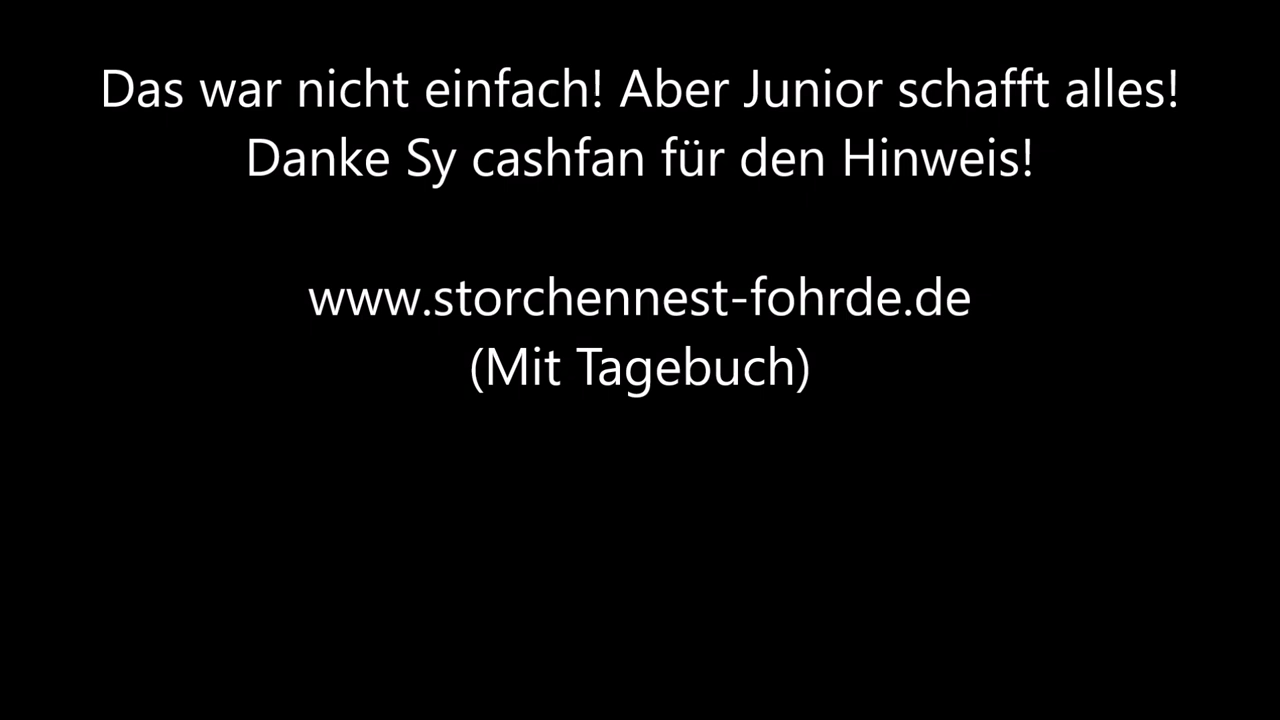 Das war nicht einfach! Aber Junior schafft alles!
Danke Sy cashfan für den Hinweis!
www.storchennest-fohrde.de
(Mit Tagebuch)